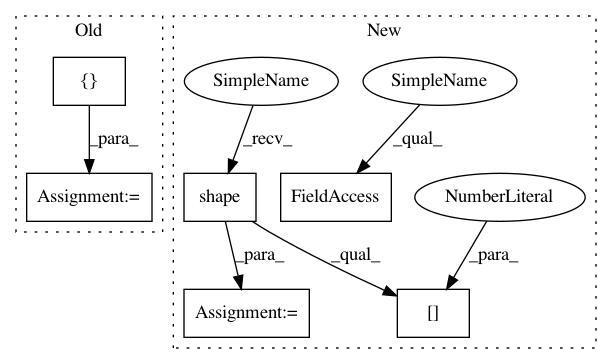 Old
New
{}
SimpleName
SimpleName
_para_
_recv_
_qual_
Assignment:=
shape
FieldAccess
NumberLiteral
_para_
_qual_
_para_
Assignment:=
[]